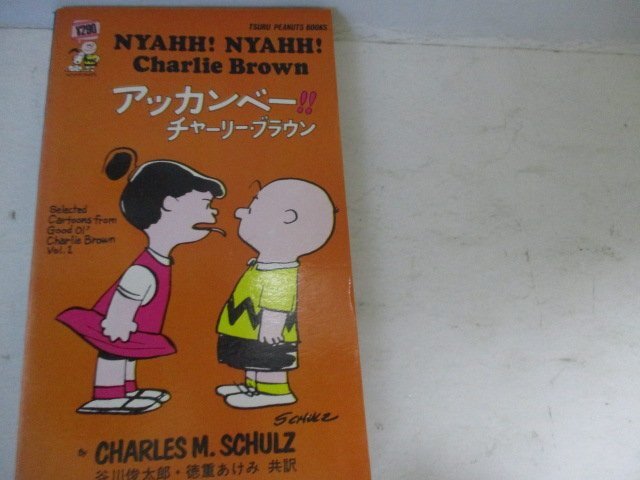 ¥290
TSURU PEANUTS BOOKS
NYAHH! NYAHH!
Charlie Brown
アッカンベー!!
チャーリー・ブラウン
Selected
Cartoons from
Good Ol'
Charlie Brown
Vol. 1
SCHULZ
By CHARLES M. SCHULZ
谷川俊太郎・徳重あけみ 共訳